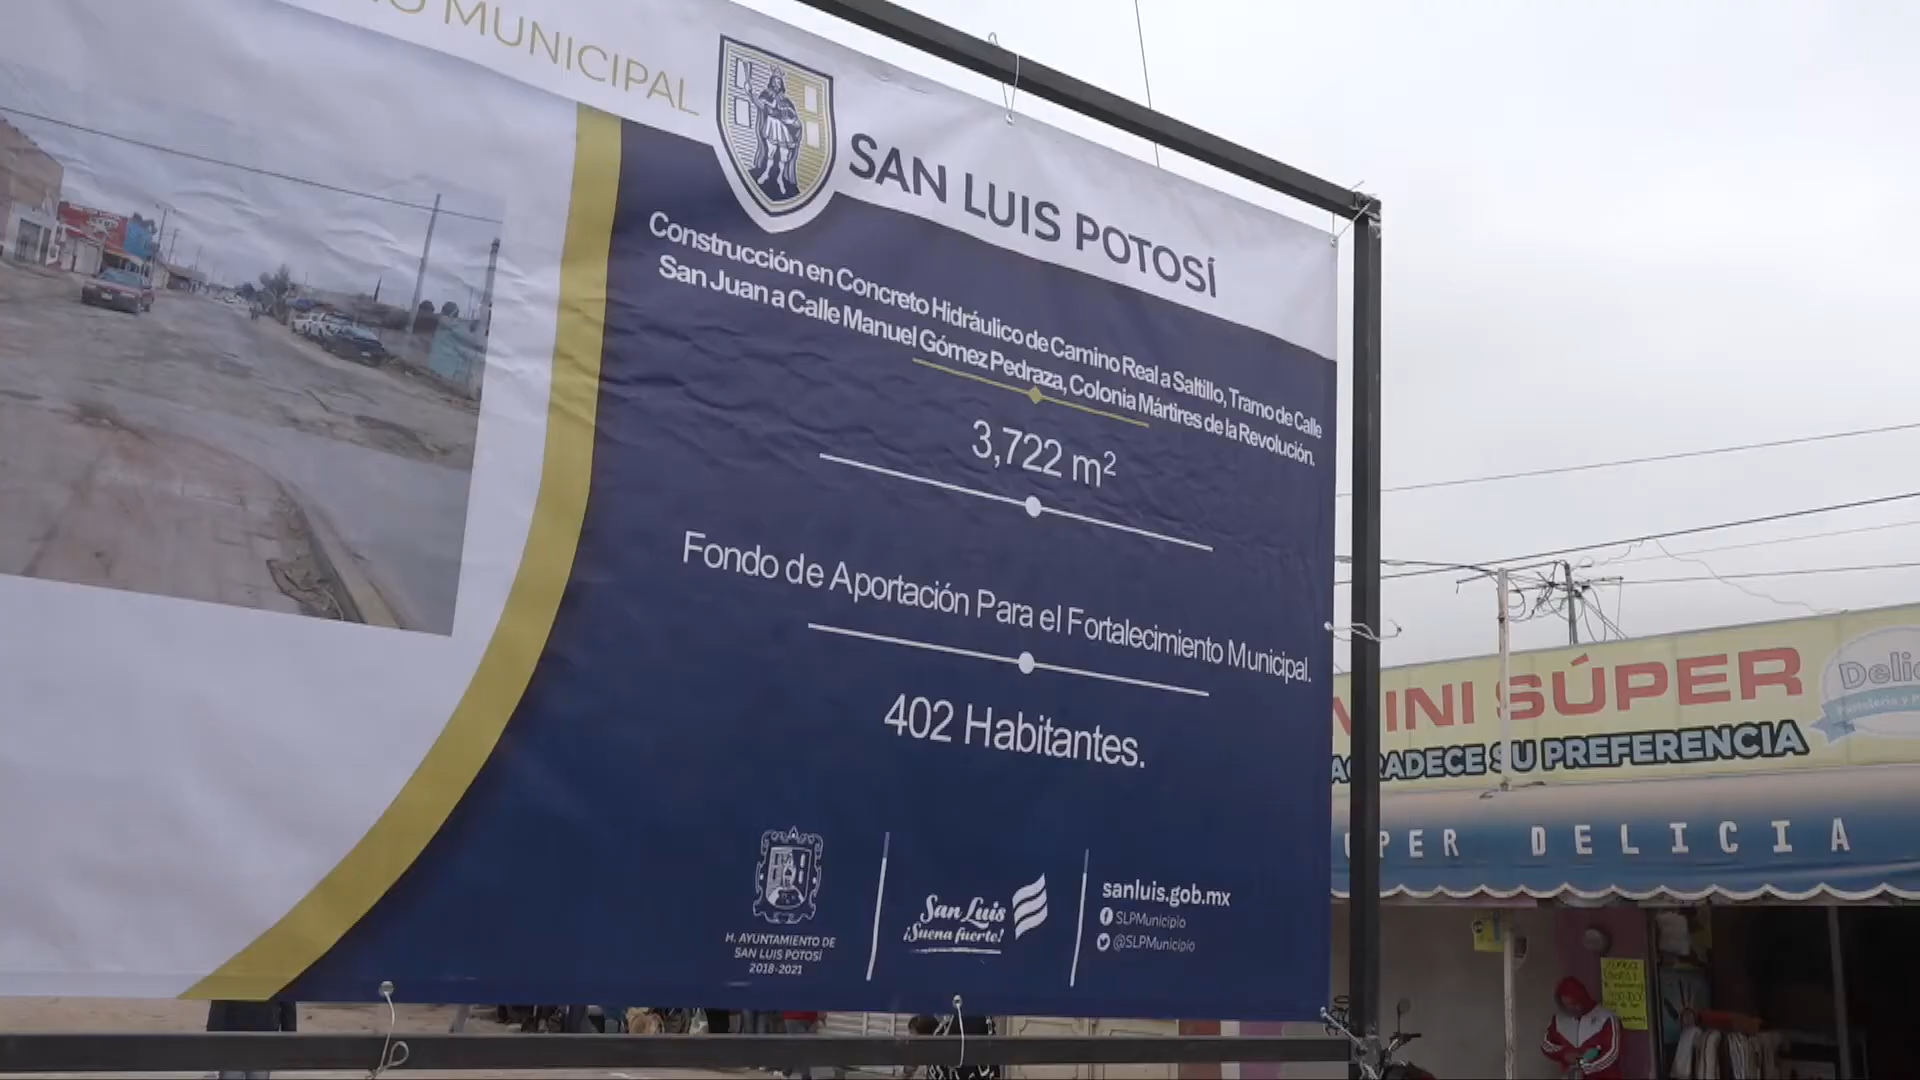 MUNICIPAL
SAN LUIS POTOSÍ
Construcción en Concreto Hidráulico de Camino Real a Saltillo, Tramo de Calle
San Juan a Calle Manuel Gómez Pedraza, Colonia Mártires de la Revolución.
3,722 m²
Fondo de Aportación Para el Fortalecimiento Municipal.
402 Habitantes.
H. AYUNTAMIENTO DE
SAN LUIS POTOSÍ
2018-2021
San Luis
¡Suena fuerte!
sanluis.gob.mx
SLPMunicipio
@SLPMunicipio
MINI SÚPER
AGRADECE SU PREFERENCIA
Delic
Pastelería y P
ÚPER DELICIA